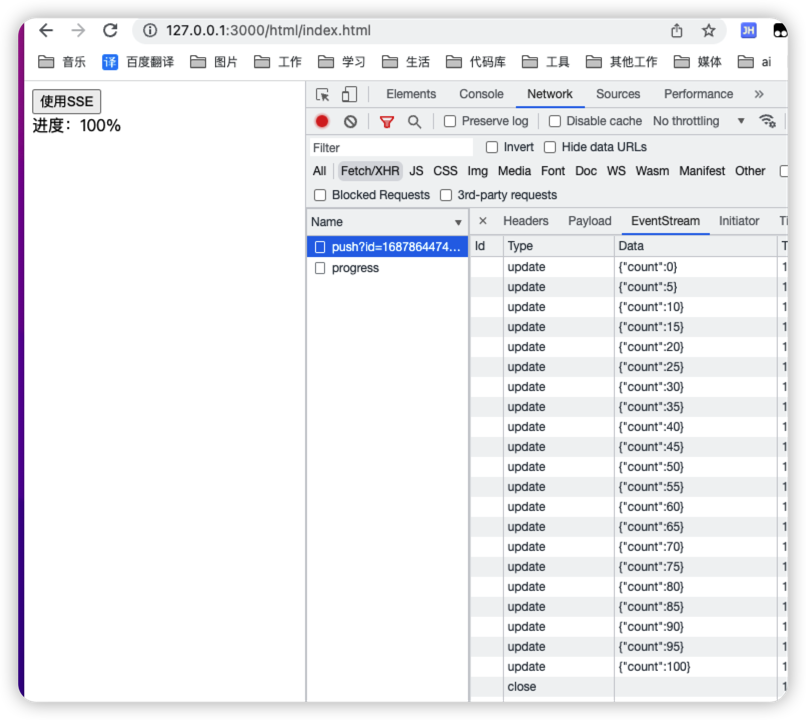 127.0.0.1:3000/html/index.html
JH
音乐 译 百度翻译 图片 工作 学习 生活 代码库 工具 其他工作 媒体 ai
使用SSE
进度：100%
Elements Console Network Sources Performance »
Preserve log Disable cache No throttling
Filter Invert Hide data URLs
All Fetch/XHR JS CSS Img Media Font Doc WS Wasm Manifest Other
Blocked Requests 3rd-party requests
Name × Headers Payload EventStream Initiator Ti
push?id=1687864474... Id Type Data T
progress update {"count":0} 1
update {"count":5} 1
update {"count":10} 1
update {"count":15} 1
update {"count":20} 1
update {"count":25} 1
update {"count":30} 1
update {"count":35} 1
update {"count":40} 1
update {"count":45} 1
update {"count":50} 1
update {"count":55} 1
update {"count":60} 1
update {"count":65} 1
update {"count":70} 1
update {"count":75} 1
update {"count":80} 1
update {"count":85} 1
update {"count":90} 1
update {"count":95} 1
update {"count":100} 1
close 1